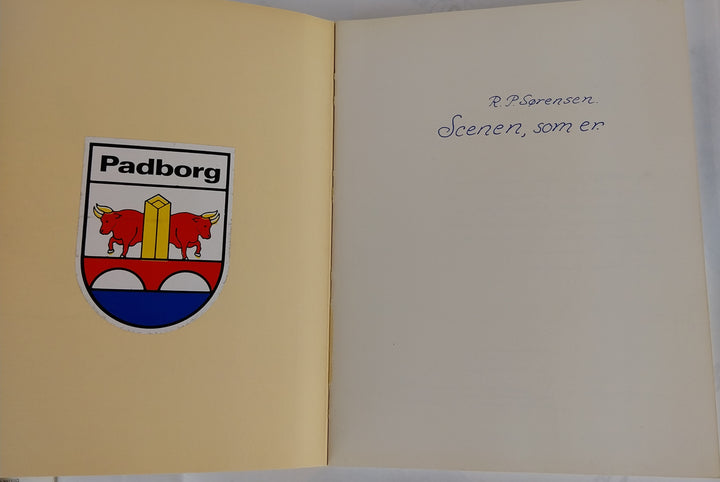 Padborg
R. P. Sørensen.
Scenen, som er.